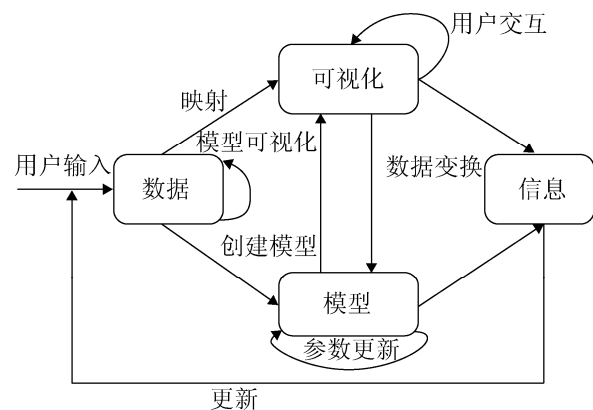 用户交互
可视化
映射
模型可视化
用户输入
数据
数据变换
信息
创建模型
模型
参数更新
更新